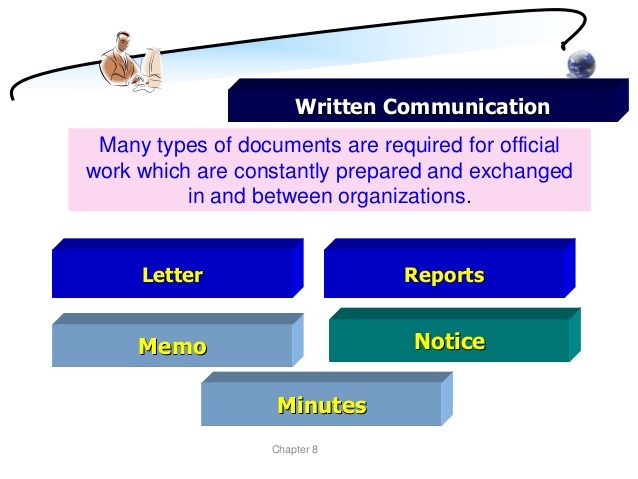 Written Communication
Many types of documents are required for official
work which are constantly prepared and exchanged
in and between organizations.
Letter
Reports
Memo
Notice
Minutes
Chapter 8